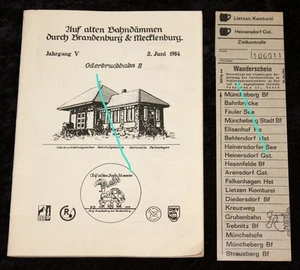 Auf alten Bahndämmen
durch Brandenburg & Mecklenburg.
Jahrgang V 2. Juni 1984
Oderbruchbahn II
Auf alten Bahndämmen
Lietzen Komturei
Heinersdorf Gst.
Zielkontrolle
Wanderschein
Müncheberg Bf
Bahnbrücke
Fauler See
Müncheberg Stadt Bf
Elisenhof
Behlendorf Hst
Heinersdorfer See
Heinersdorf Gst.
Hasenfelde Bf
Arensdorf Gst.
Falkenhagen Hst
Lietzen Komturei
Diedersdorf Bf
Kreuzweg
Grubenbahn
Trebnitz Bf
Münchehofe
Müncheberg Bf
Strausberg Bf